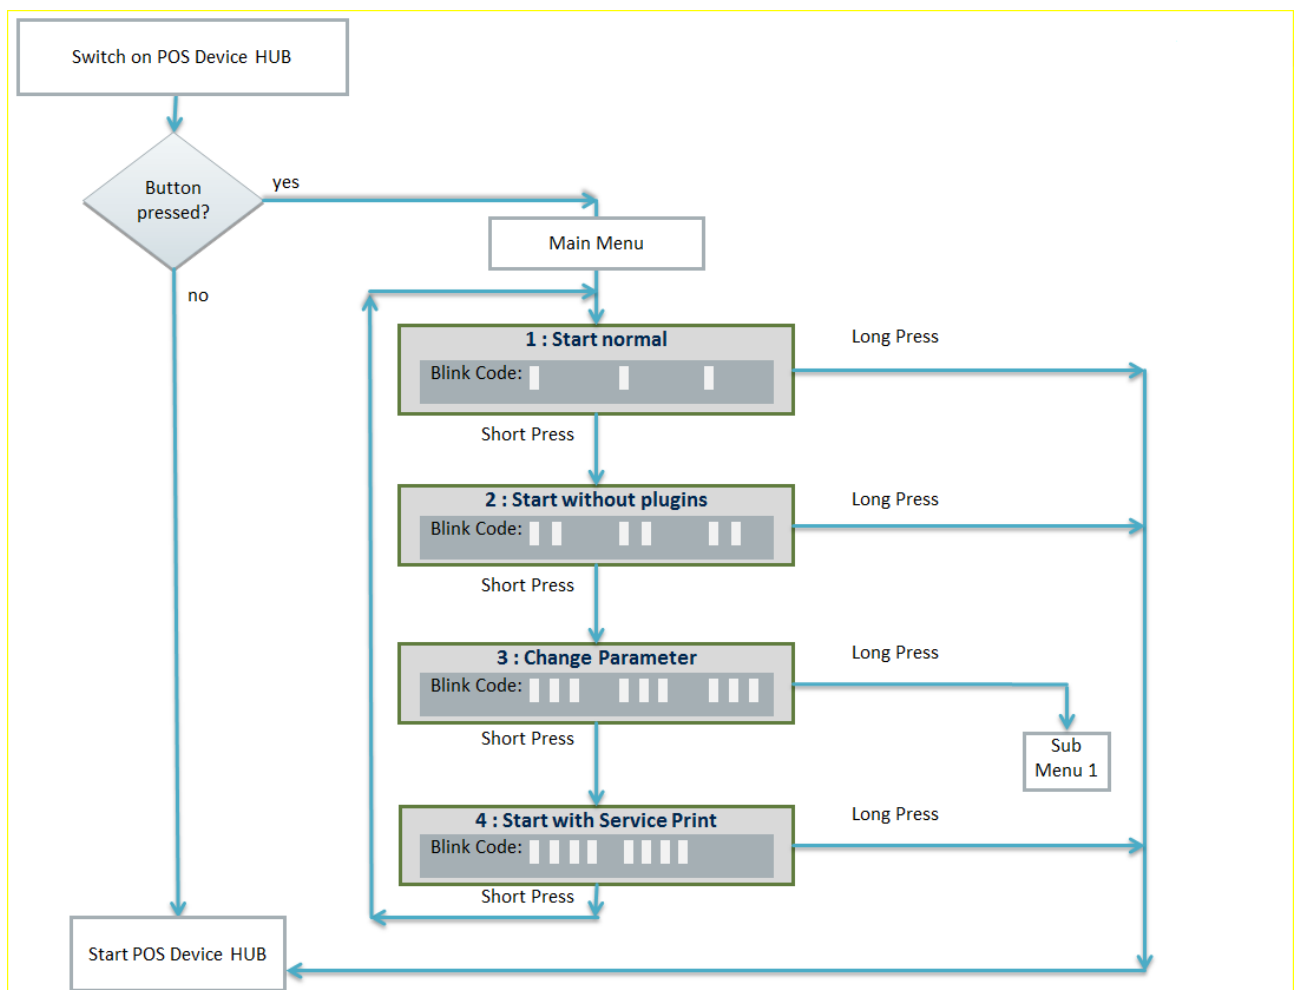 Switch on POS Device HUB
Button
pressed?
yes
no
Main Menu
1 : Start normal
Blink Code:
Long Press
Short Press
2 : Start without plugins
Blink Code:
Long Press
Short Press
3 : Change Parameter
Blink Code:
Long Press
Short Press
Sub
Menu 1
4 : Start with Service Print
Blink Code:
Long Press
Short Press
Start POS Device HUB